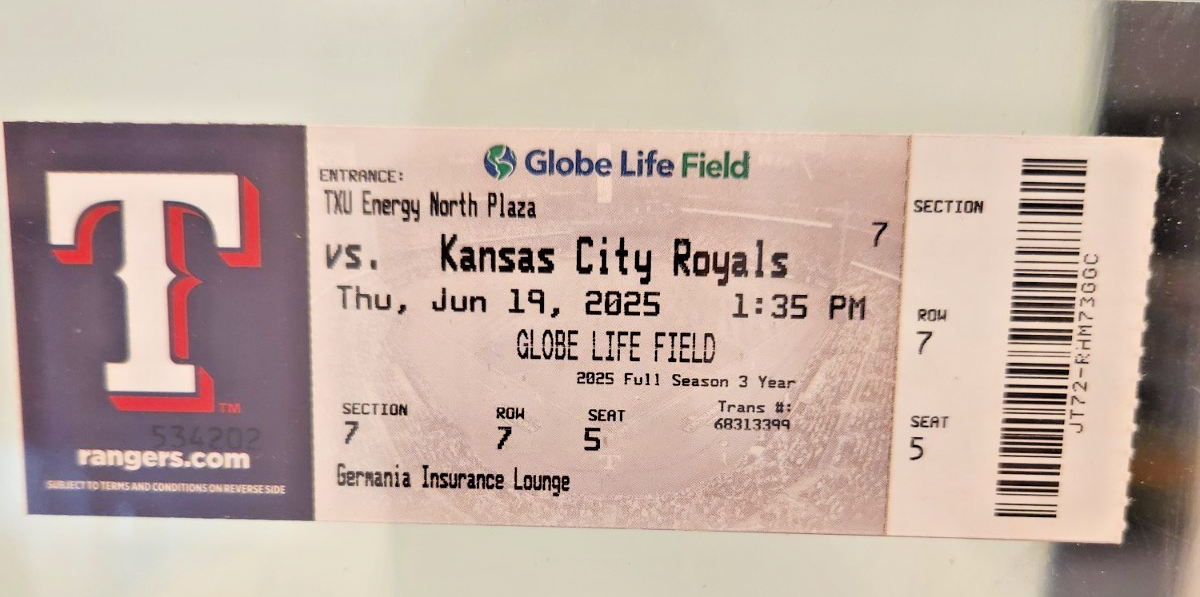 T
TM
534202
rangers.com
SUBJECT TO TERMS AND CONDITIONS ON REVERSE SIDE
Globe Life Field
ENTRANCE:
TXU Energy North Plaza
7
vs. Kansas City Royals
Thu, Jun 19, 2025 1:35 PM
GLOBE LIFE FIELD
2025 Full Season 3 Year
SECTION ROW SEAT
7 7 5
Trans #:
68313399
Germania Insurance Lounge
SECTION
ROW
7
SEAT
5
JT72-RHM73GGC